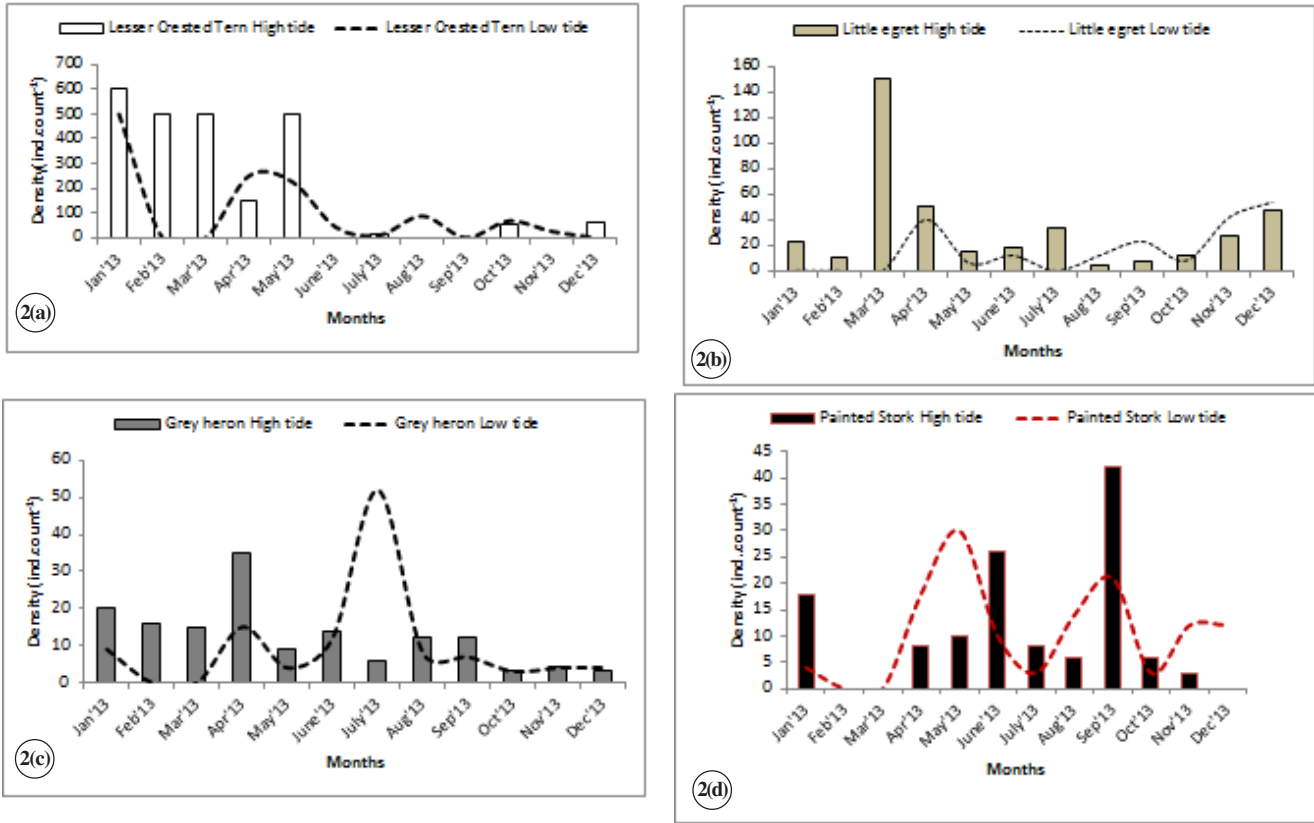 Lesser Crested Tern High tide Lesser Crested Tern Low tide
Density(ind.count-1)
700
600
500
400
300
200
100
0
Jan'13 Feb'13 Mar'13 Apr'13 May'13 June'13 July'13 Aug'13 Sep'13 Oct'13 Nov'13 Dec'13
Months
2(a)
Little egret High tide Little egret Low tide
Density(ind.count-1)
160
140
120
100
80
60
40
20
0
Jan'13 Feb'13 Mar'13 Apr'13 May'13 June'13 July'13 Aug'13 Sep'13 Oct'13 Nov'13 Dec'13
Months
2(b)
Grey heron High tide Grey heron Low tide
Density(ind.count-1)
60
50
40
30
20
10
0
Jan'13 Feb'13 Mar'13 Apr'13 May'13 June'13 July'13 Aug'13 Sep'13 Oct'13 Nov'13 Dec'13
Months
2(c)
Painted Stork High tide Painted Stork Low tide
Density(ind..count-1)
45
40
35
30
25
20
15
10
5
0
Jan'13 Feb'13 Mar'13 Apr'13 May'13 June'13 July'13 Aug'13 Sep'13 Oct'13 Nov'13 Dec'13
Months
2(d)